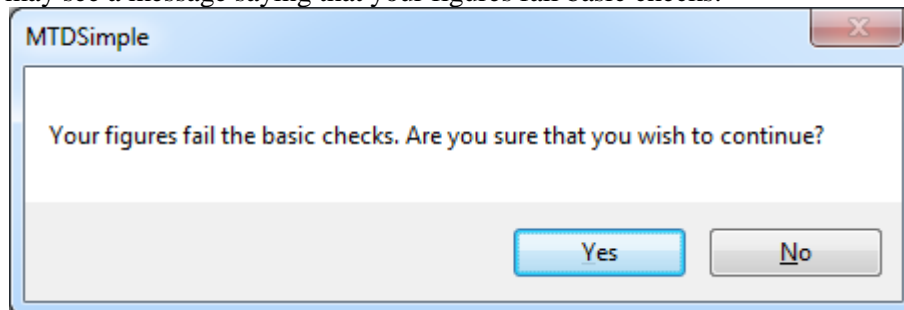 may see a message saying that your figures fail basic checks.
MTDSimple
Your figures fail the basic checks. Are you sure that you wish to continue?
Yes
No